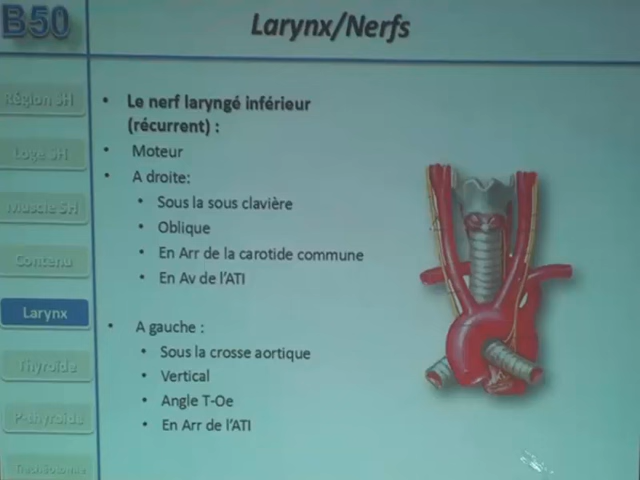 B50
Larynx/Nerfs
Région SH
Loge SH
Muscle SH
Contenu
Larynx
Thyroïde
P-thyroïde
• Le nerf laryngé inférieur
(récurrent) :
• Moteur
• A droite:
• Sous la sous clavière
• Oblique
• En Arr de la carotide commune
• En Av de l'ATI
• A gauche :
• Sous la crosse aortique
• Vertical
• Angle T-Oe
• En Arr de l'ATI